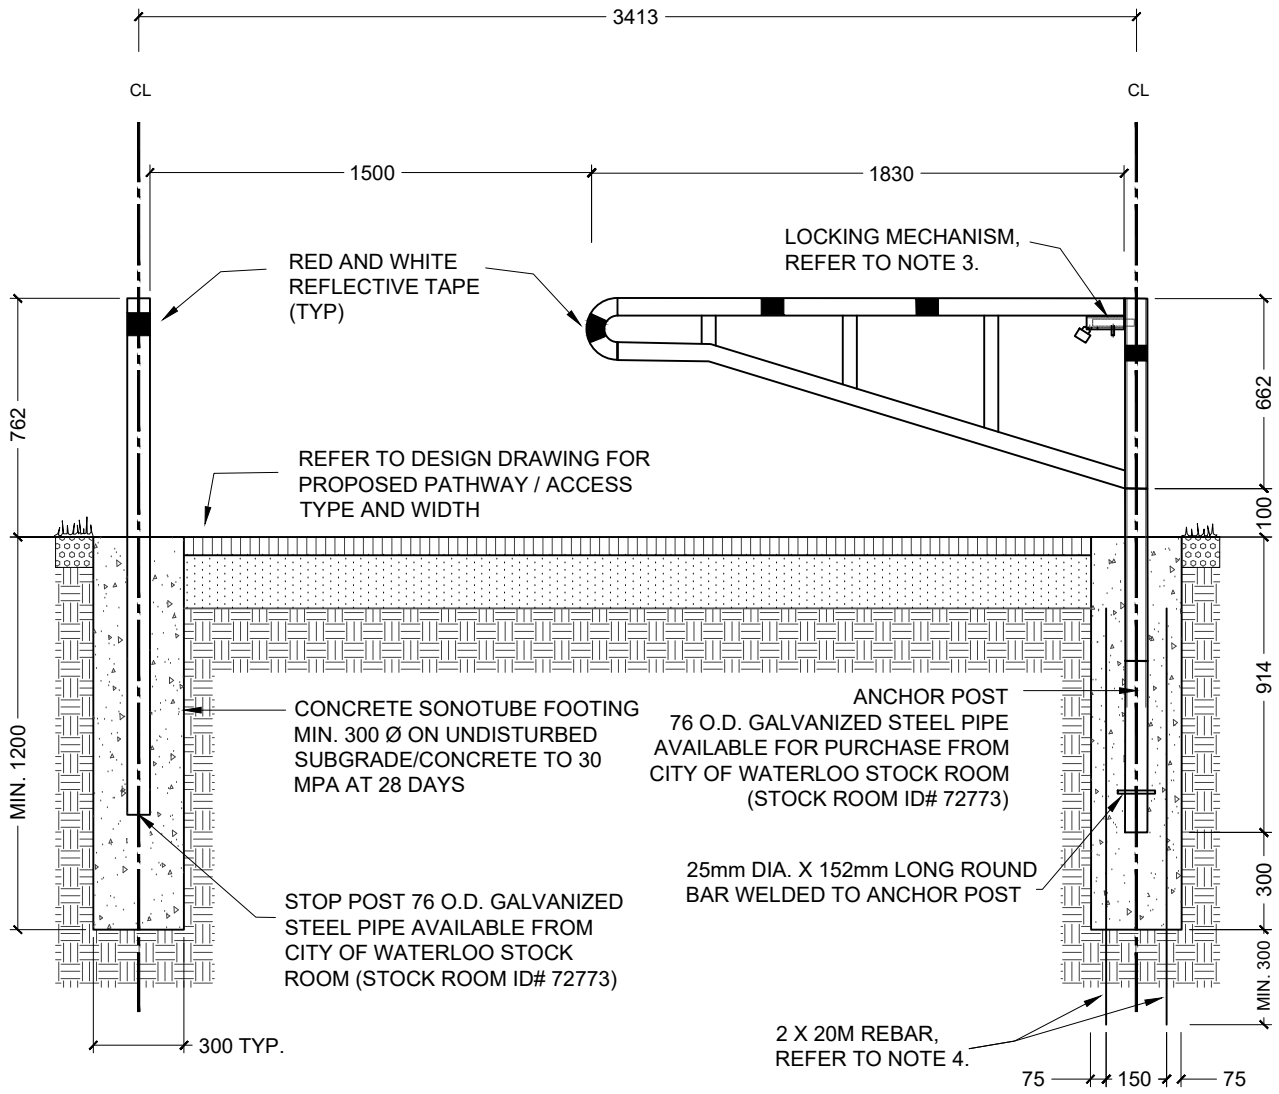 3413
CL
CL
1500
1830
LOCKING MECHANISM,
REFER TO NOTE 3.
RED AND WHITE
REFLECTIVE TAPE
(TYP)
762
662
REFER TO DESIGN DRAWING FOR
PROPOSED PATHWAY / ACCESS
TYPE AND WIDTH
100
914
MIN. 1200
CONCRETE SONOTUBE FOOTING
MIN. 300 Ø ON UNDISTURBED
SUBGRADE/CONCRETE TO 30
MPA AT 28 DAYS
ANCHOR POST
76 O.D. GALVANIZED STEEL PIPE
AVAILABLE FOR PURCHASE FROM
CITY OF WATERLOO STOCK ROOM
(STOCK ROOM ID# 72773)
25mm DIA. X 152mm LONG ROUND
BAR WELDED TO ANCHOR POST
300
STOP POST 76 O.D. GALVANIZED
STEEL PIPE AVAILABLE FROM
CITY OF WATERLOO STOCK
ROOM (STOCK ROOM ID# 72773)
MIN. 300
300 TYP.
2 X 20M REBAR,
REFER TO NOTE 4.
75
150
75